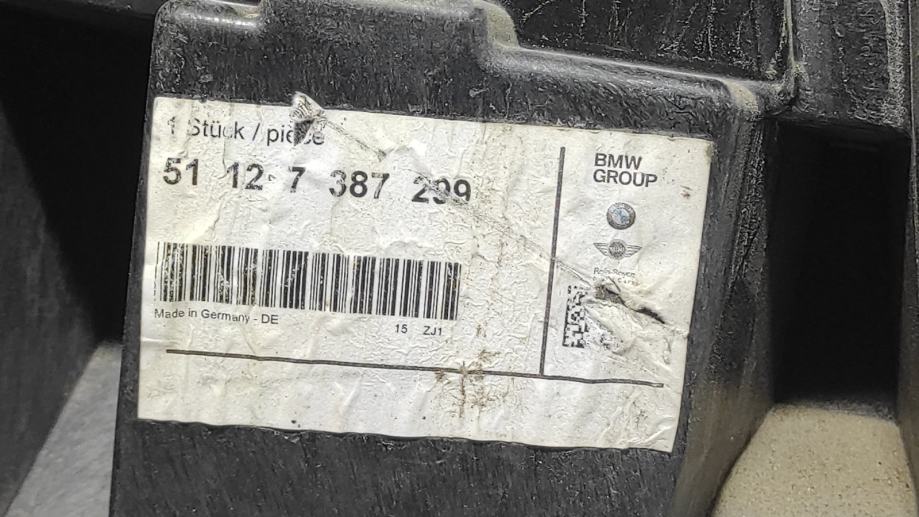 1 Stück / piece
51 12 7 387 299
Made in Germany - DE
15 ZJ1
BMW
GROUP